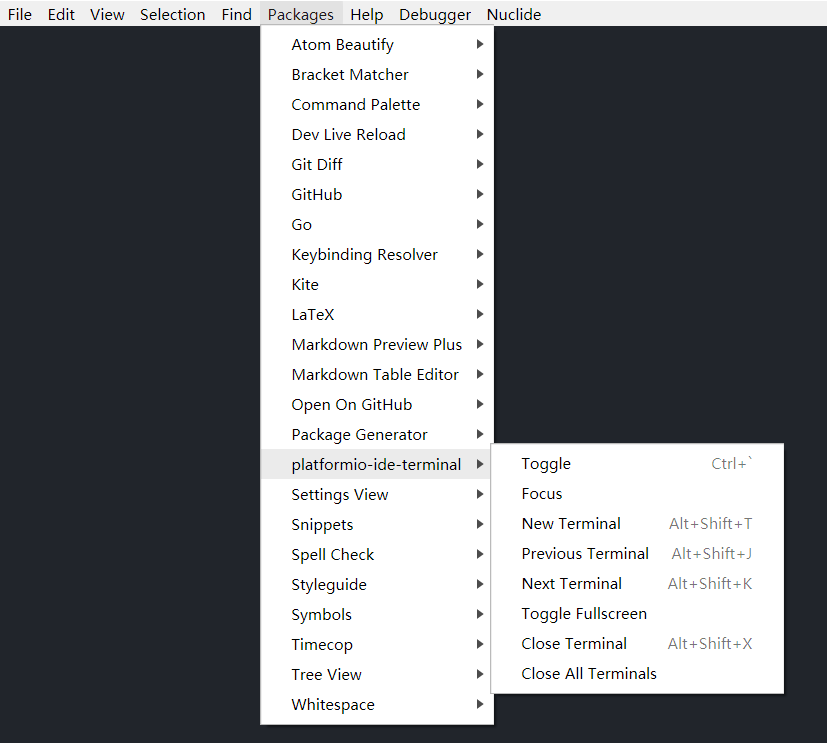 File Edit View Selection Find Packages Help Debugger Nuclide
Atom Beautify
Bracket Matcher
Command Palette
Dev Live Reload
Git Diff
GitHub
Go
Keybinding Resolver
Kite
LaTeX
Markdown Preview Plus
Markdown Table Editor
Open On GitHub
Package Generator
platformio-ide-terminal
Settings View
Snippets
Spell Check
Styleguide
Symbols
Timecop
Tree View
Whitespace
Toggle Ctrl+`
Focus
New Terminal Alt+Shift+T
Previous Terminal Alt+Shift+J
Next Terminal Alt+Shift+K
Toggle Fullscreen
Close Terminal Alt+Shift+X
Close All Terminals